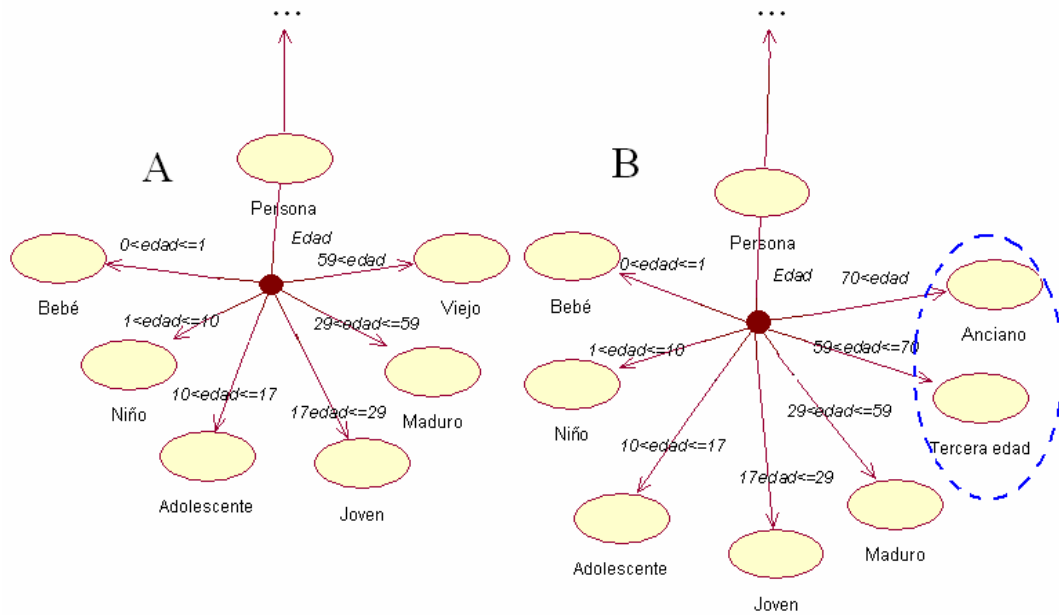 ...
A
Persona
Edad
0<edad<=1
59<edad
Bebé
Viejo
1<edad<=10
29<edad<=59
Niño
10<edad<=17
17edad<=29
Maduro
Adolescente
Joven
...
B
Persona
Edad
0<edad<=1
70<edad
Bebé
Anciano
1<edad<=10
59<edad<=70
Niño
29<edad<=59
10<edad<=17
Tercera edad
17edad<=29
Maduro
Adolescente
Joven